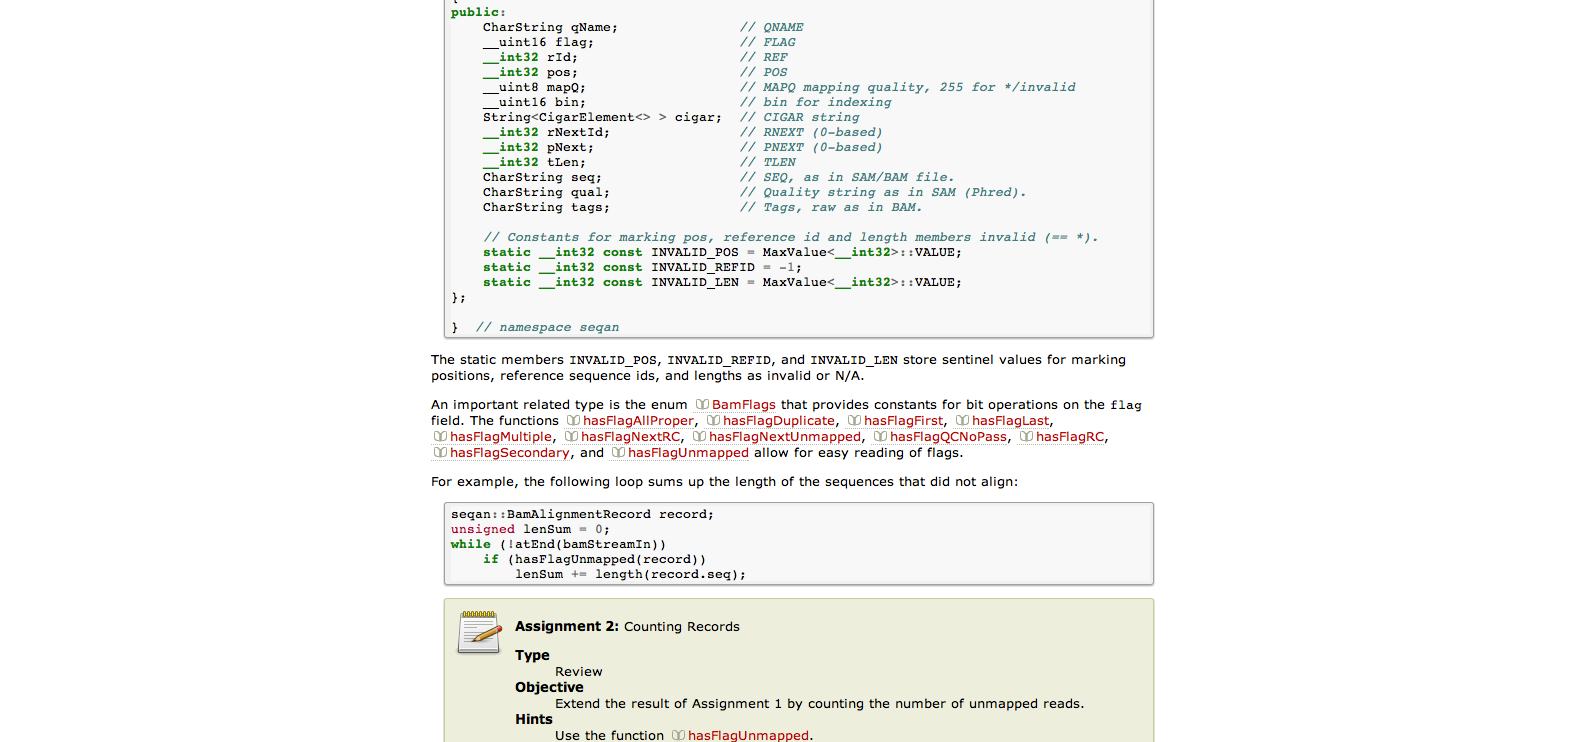 public:
    CharString qName;               // QNAME
    __uint16 flag;                  // FLAG
    __int32 rId;                    // REF
    __int32 pos;                    // POS
    __uint8 mapQ;                   // MAPQ mapping quality, 255 for */invalid
    __uint16 bin;                   // bin for indexing
    String<CigarElement<> > cigar;  // CIGAR string
    __int32 rNextId;                // RNEXT (0-based)
    __int32 pNext;                  // PNEXT (0-based)
    __int32 tLen;                   // TLEN
    CharString seq;                 // SEQ, as in SAM/BAM file.
    CharString qual;                // Quality string as in SAM (Phred).
    CharString tags;                // Tags, raw as in BAM.
    // Constants for marking pos, reference id and length members invalid (== *).
    static __int32 const INVALID_POS = MaxValue<__int32>::VALUE;
    static __int32 const INVALID_REFID = -1;
    static __int32 const INVALID_LEN = MaxValue<__int32>::VALUE;
};
}  // namespace seqan
The static members INVALID_POS, INVALID_REFID, and INVALID_LEN store sentinel values for marking
positions, reference sequence ids, and lengths as invalid or N/A.
An important related type is the enum BamFlags that provides constants for bit operations on the flag
field. The functions hasFlagAllProper, hasFlagDuplicate, hasFlagFirst, hasFlagLast,
hasFlagMultiple, hasFlagNextRC, hasFlagNextUnmapped, hasFlagQCNoPass, hasFlagRC,
hasFlagSecondary, and hasFlagUnmapped allow for easy reading of flags.
For example, the following loop sums up the length of the sequences that did not align:
seqan::BamAlignmentRecord record;
unsigned lenSum = 0;
while (!atEnd(bamStreamIn))
    if (hasFlagUnmapped(record))
        lenSum += length(record.seq);
Assignment 2: Counting Records
Type
Review
Objective
Extend the result of Assignment 1 by counting the number of unmapped reads.
Hints
Use the function hasFlagUnmapped.